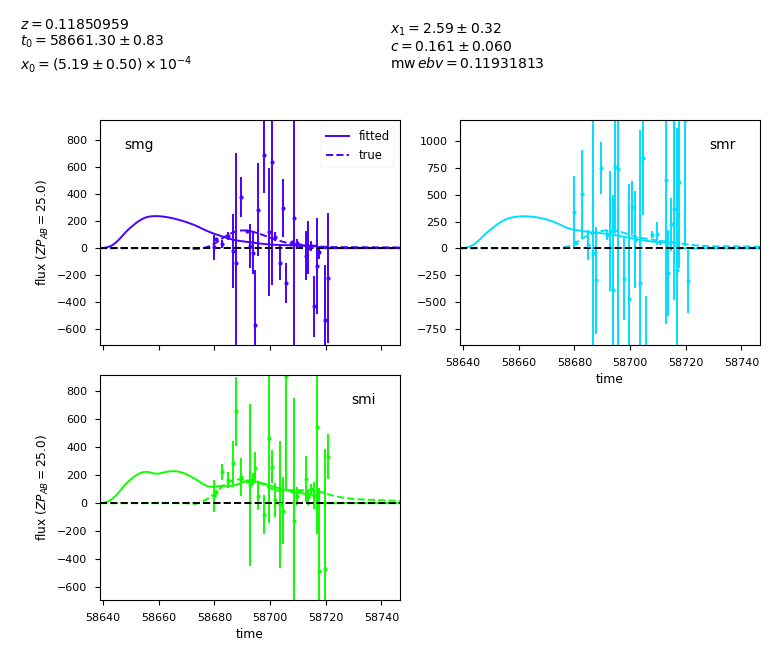 z = 0.11850959
t₀ = 58661.30 ± 0.83
x₀ = (5.19 ± 0.50) × 10⁻⁴
x₁ = 2.59 ± 0.32
c = 0.161 ± 0.060
mw ebv = 0.11931813
smg
fitted
true
800
600
400
200
0
−200
−400
−600
flux (ZP_AB = 25.0)
smr
1000
750
500
250
0
−250
−500
−750
58640 58660 58680 58700 58720 58740
time
smi
800
600
400
200
0
−200
−400
−600
flux (ZP_AB = 25.0)
58640 58660 58680 58700 58720 58740
time